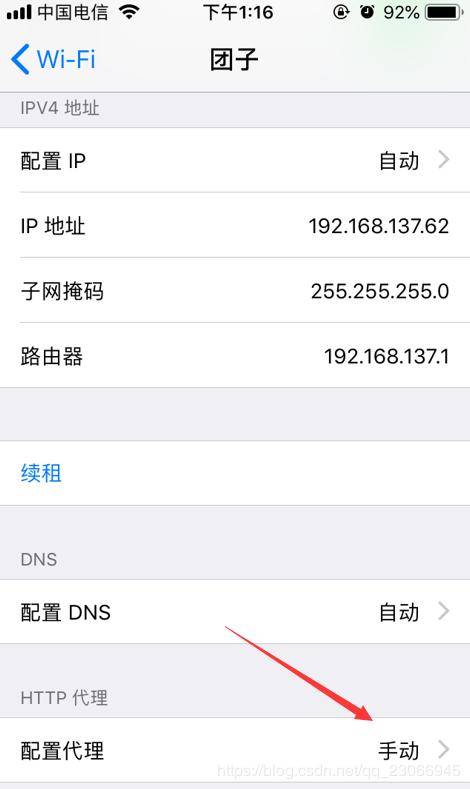 中国电信 下午1:16 92%
Wi-Fi 团子
IPV4 地址
配置 IP 自动
IP 地址 192.168.137.62
子网掩码 255.255.255.0
路由器 192.168.137.1
续租
DNS
配置 DNS 自动
HTTP 代理
配置代理 手动
https://blog.csdn.net/qq_23066945